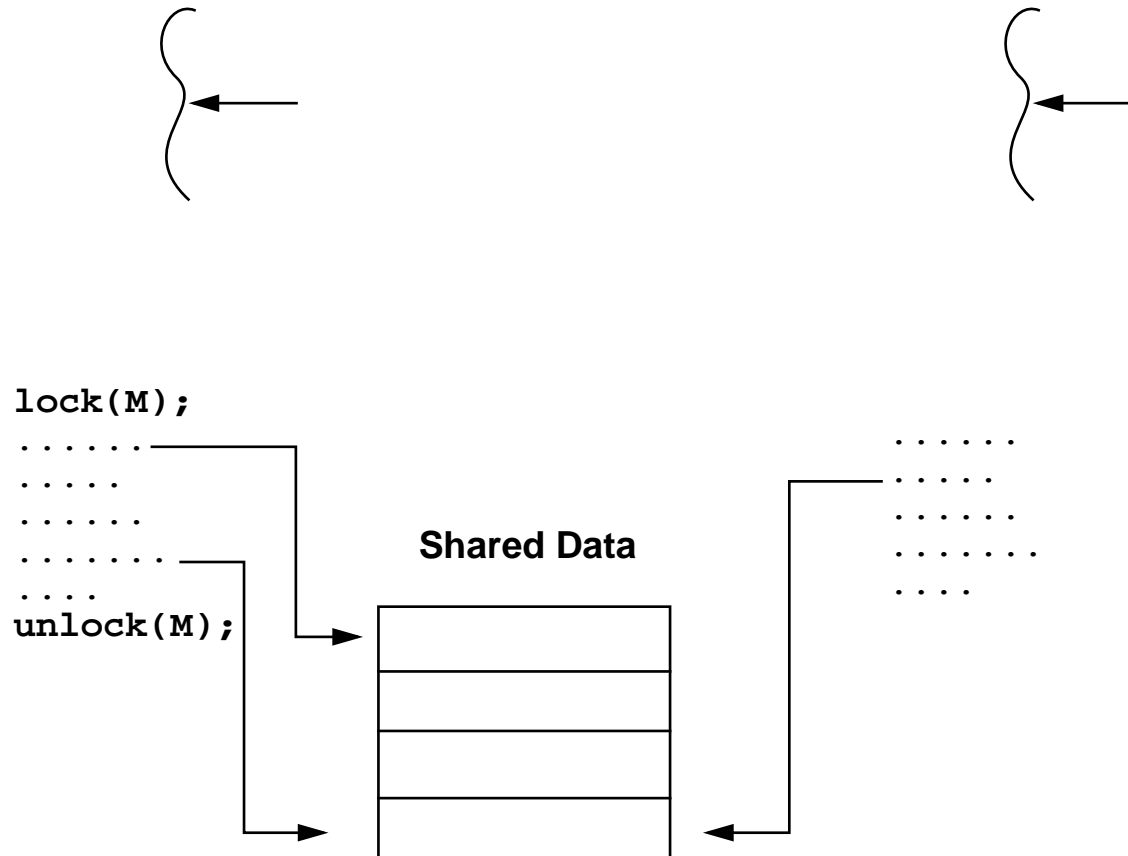 lock(M);
. . . . . .
. . . . .
. . . . . .
. . . . . . .
. . . .
unlock(M);
Shared Data
. . . . . .
. . . . .
. . . . . .
. . . . . . .
. . . .